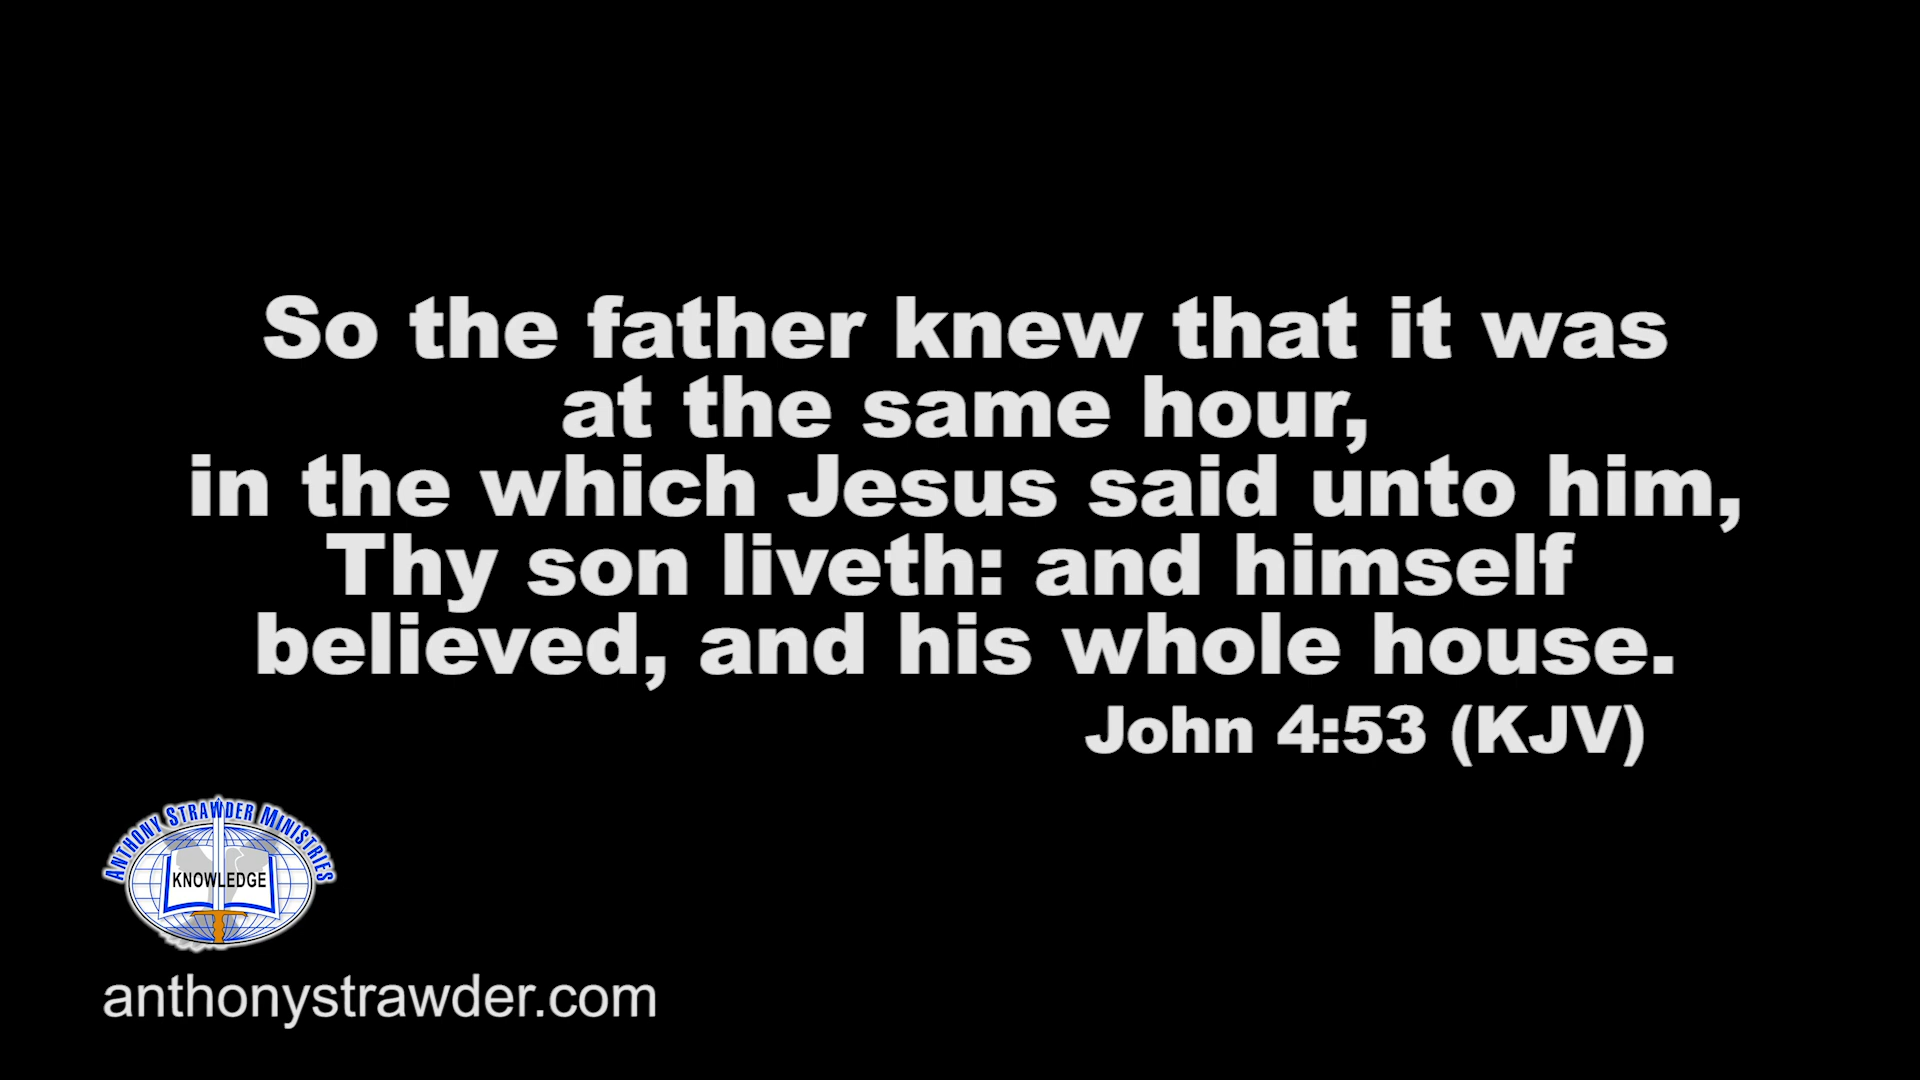 So the father knew that it was
at the same hour,
in the which Jesus said unto him,
Thy son liveth: and himself
believed, and his whole house.
John 4:53 (KJV)
ANTHONY STRAWDER MINISTRIES
KNOWLEDGE
anthonystrawder.com